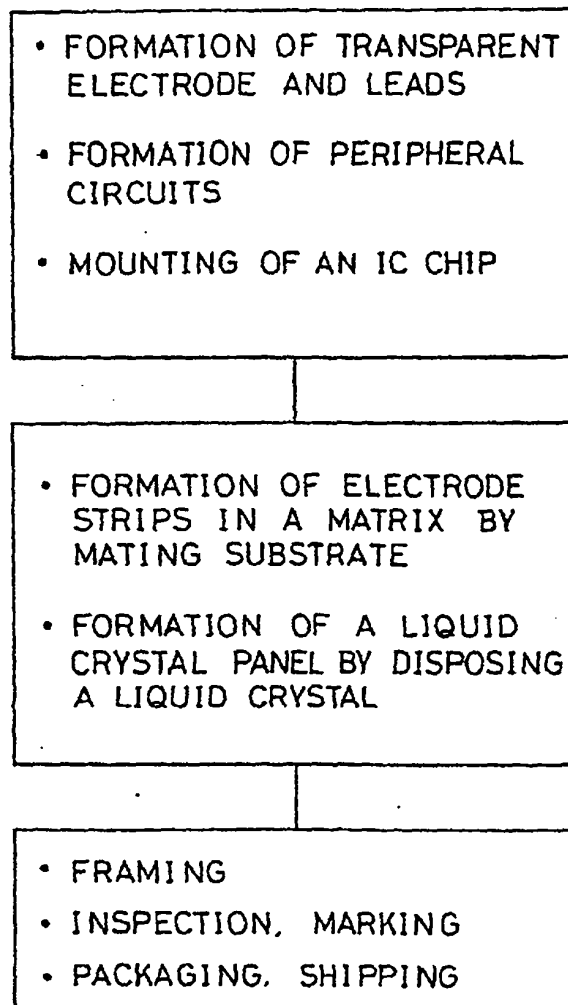 • FORMATION OF TRANSPARENT
ELECTRODE AND LEADS
• FORMATION OF PERIPHERAL
CIRCUITS
• MOUNTING OF AN IC CHIP
• FORMATION OF ELECTRODE
STRIPS IN A MATRIX BY
MATING SUBSTRATE
• FORMATION OF A LIQUID
CRYSTAL PANEL BY DISPOSING
A LIQUID CRYSTAL
• FRAMING
• INSPECTION, MARKING
• PACKAGING, SHIPPING